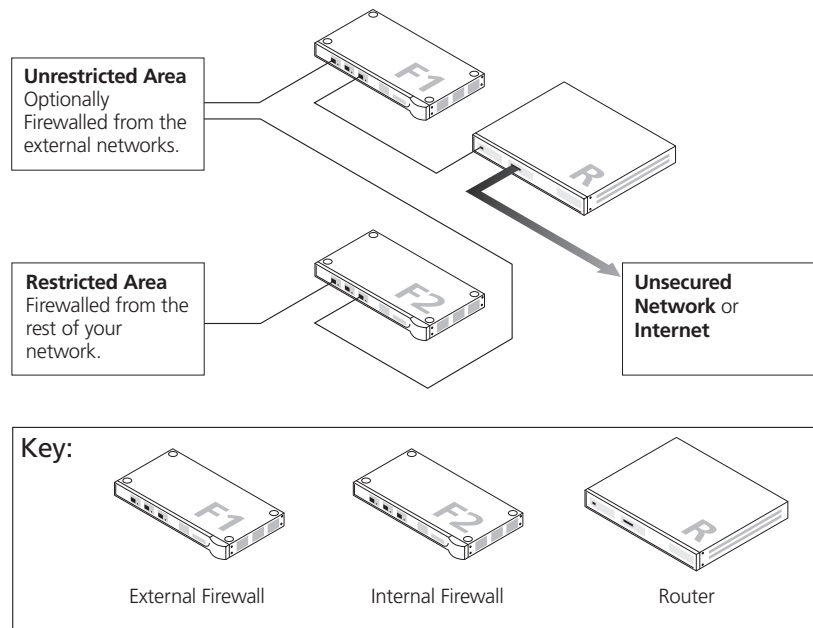 Unrestricted Area
Optionally
Firewalled from the
external networks.
F1
R
Restricted Area
Firewalled from the
rest of your
network.
F2
Unsecured
Network or
Internet
Key:
F1
F2
R
External Firewall
Internal Firewall
Router